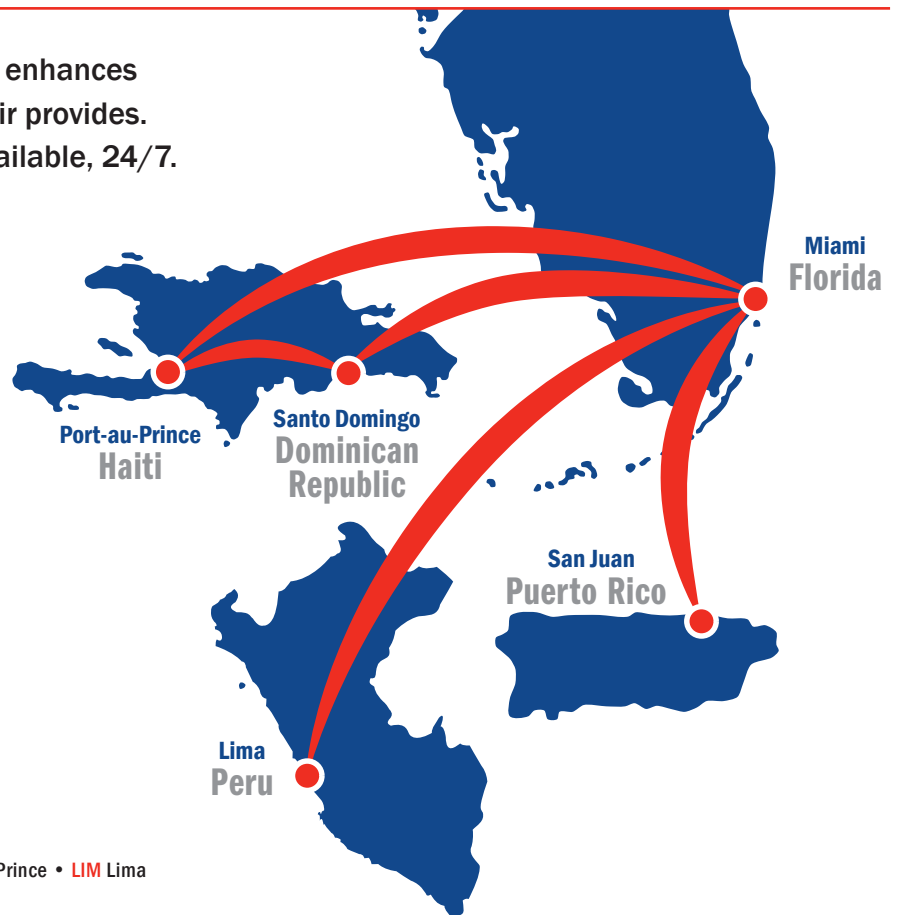 enhances
ir provides.
ailable, 24/7.
Miami
Florida
Port-au-Prince
Haiti
Santo Domingo
Dominican
Republic
San Juan
Puerto Rico
Lima
Peru
Prince • LIM Lima